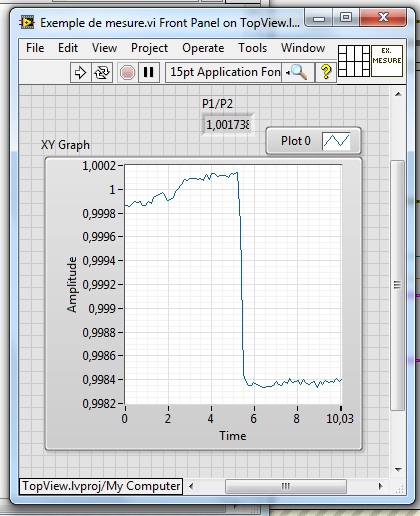 Exemple de mesure.vi Front Panel on TopView.l...
File Edit View Project Operate Tools Window
15pt Application Fon
EX.
MESURE
P1/P2
1,001738
Plot 0
XY Graph
1,0002
1
0,9998
0,9996
0,9994
0,9992
0,999
0,9988
0,9986
0,9984
0,9982
Amplitude
0 2 4 6 8 10,03
Time
TopView.lvproj/My Computer